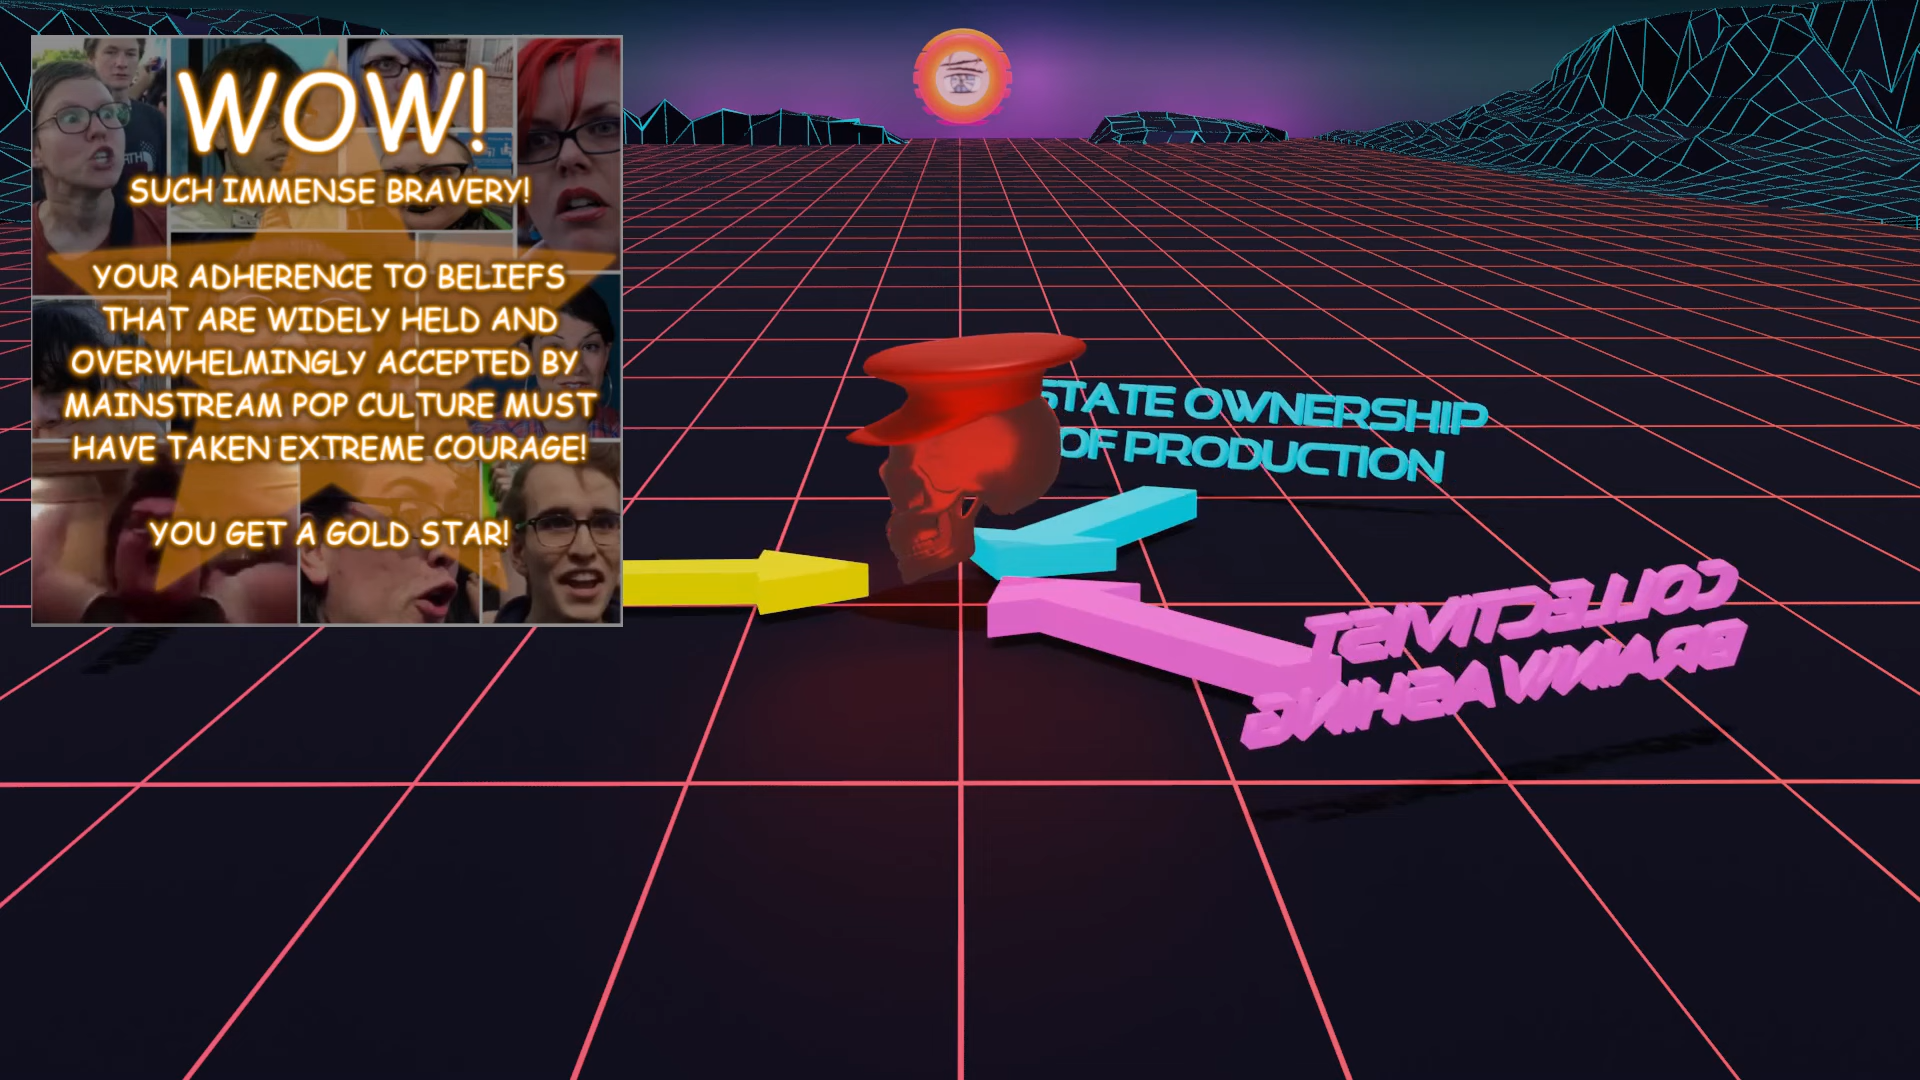 WOW!
SUCH IMMENSE BRAVERY!
YOUR ADHERENCE TO BELIEFS
THAT ARE WIDELY HELD AND
OVERWHELMINGLY ACCEPTED BY
MAINSTREAM POP CULTURE MUST
HAVE TAKEN EXTREME COURAGE!
YOU GET A GOLD STAR!
STATE OWNERSHIP
OF PRODUCTION
COLLECTIVIST
BRAINWASHING